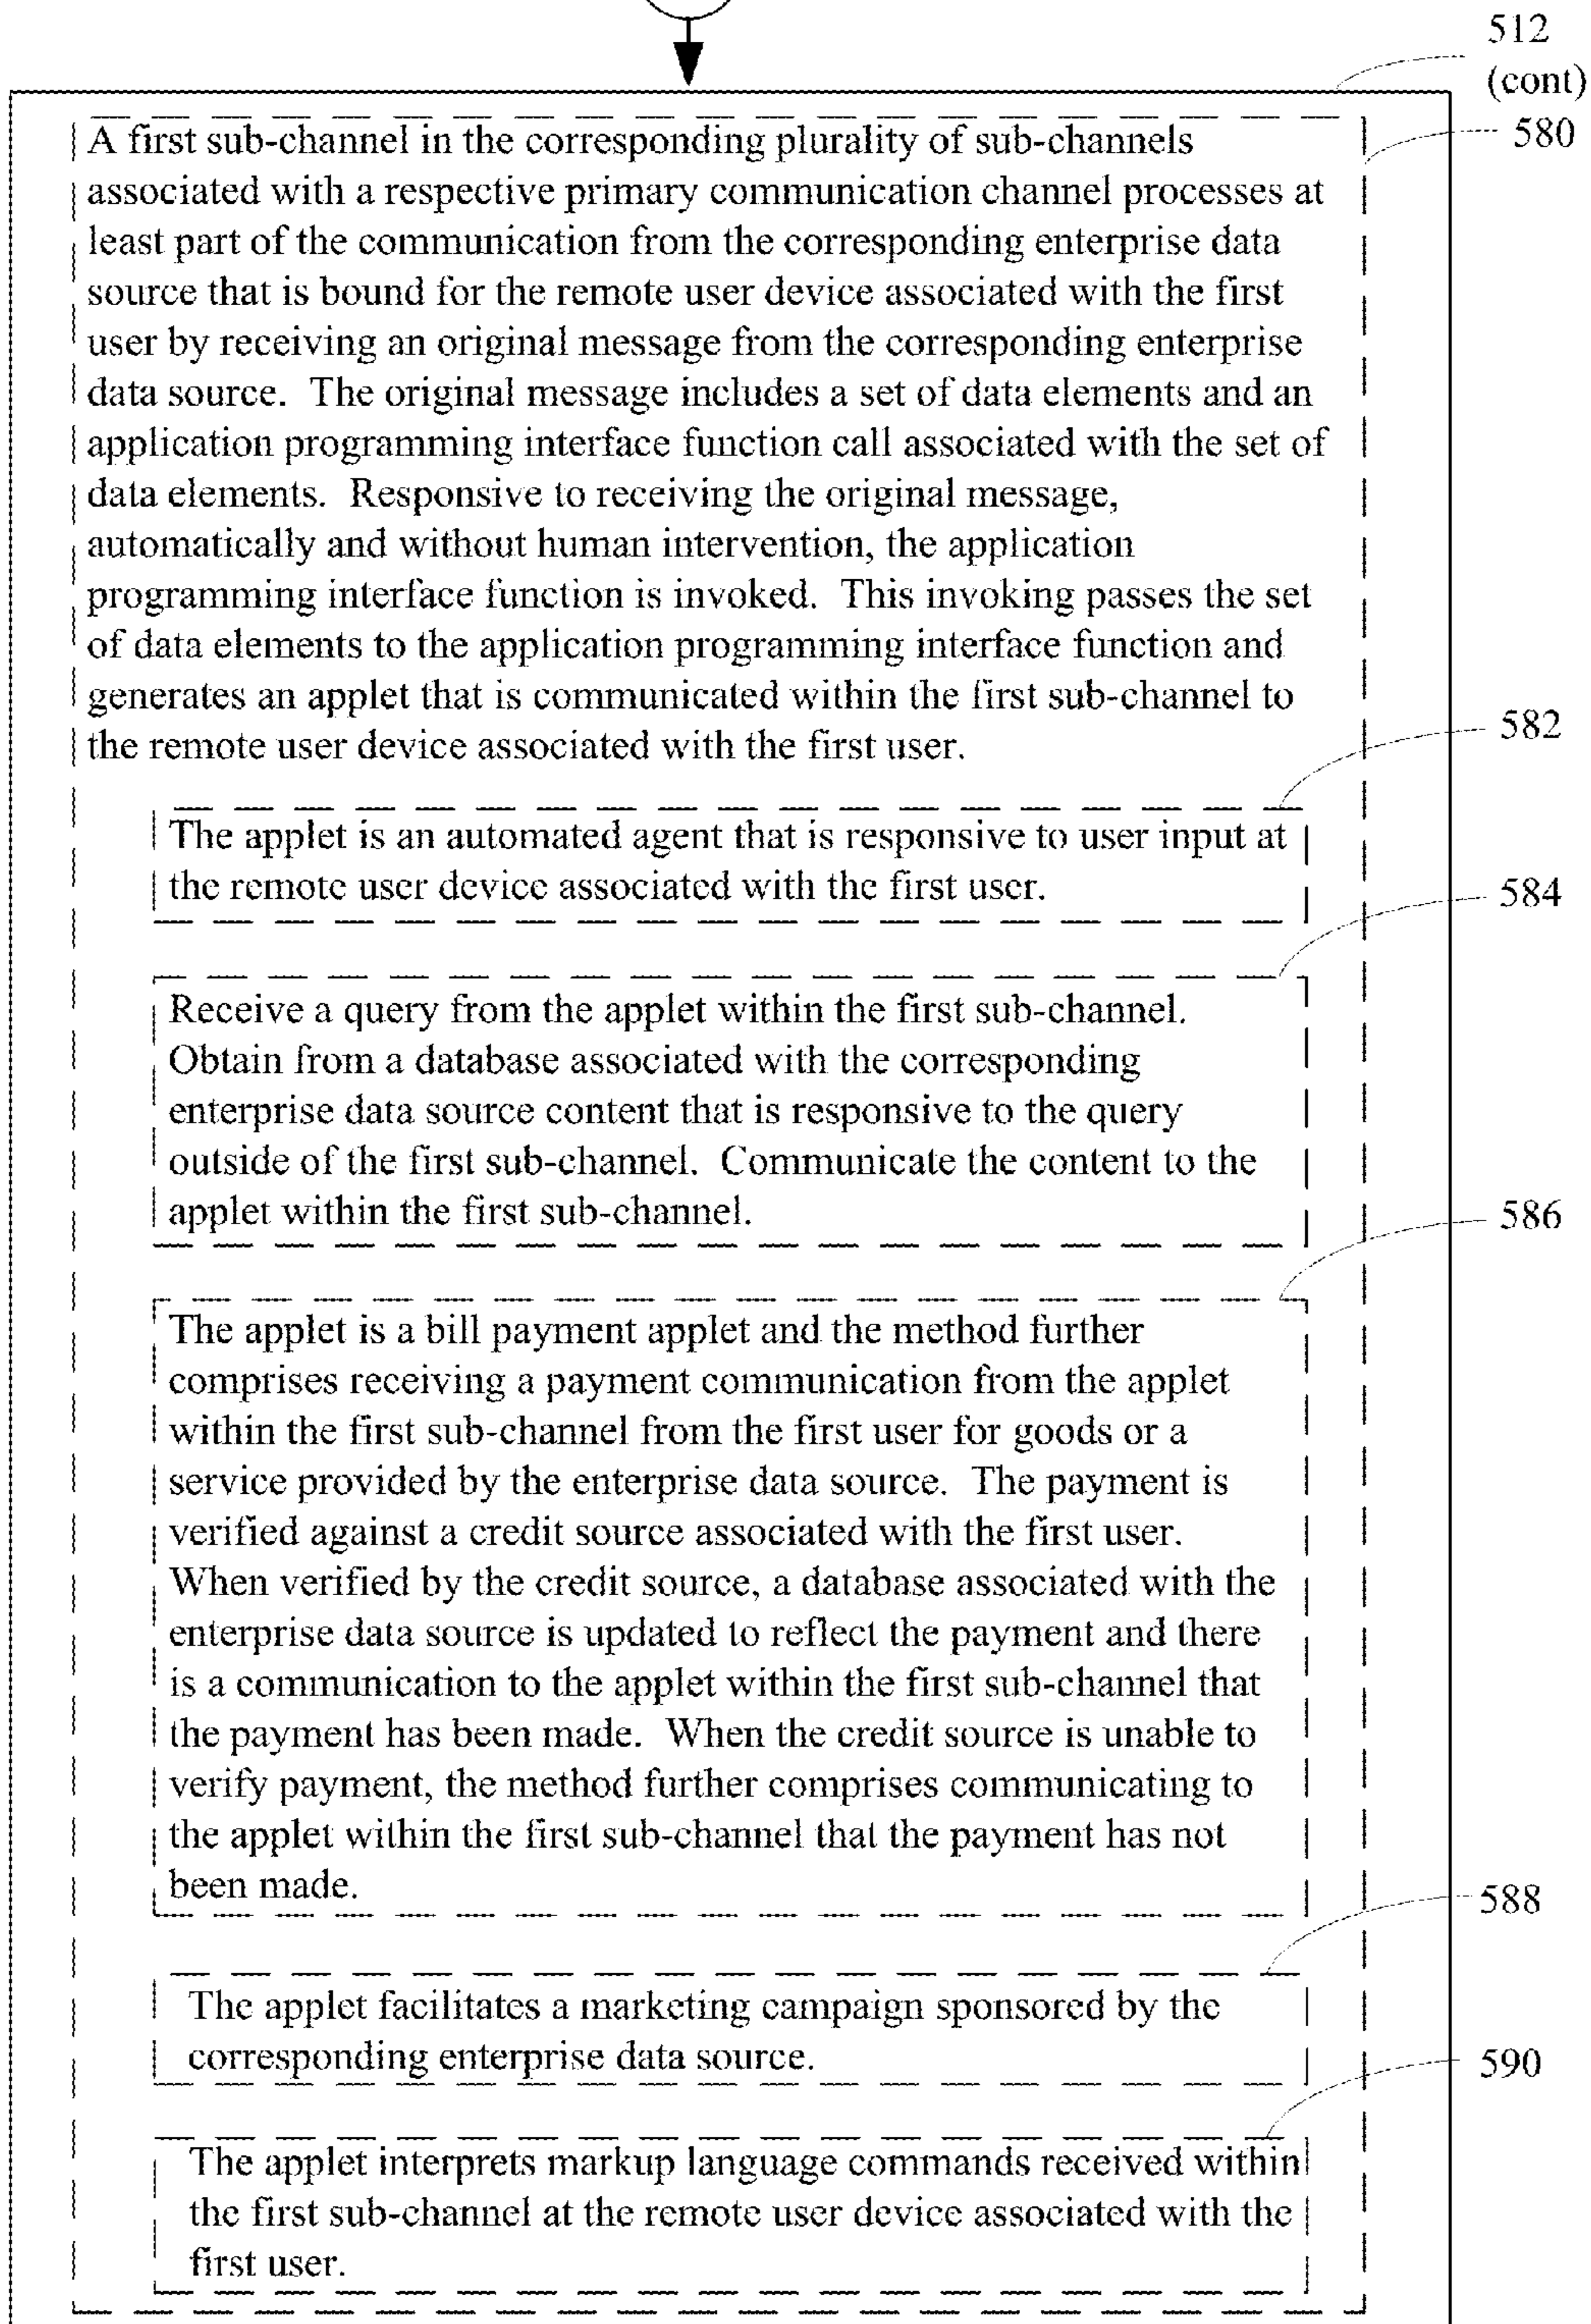 512
(cont)
580
A first sub-channel in the corresponding plurality of sub-channels
associated with a respective primary communication channel processes at
least part of the communication from the corresponding enterprise data
source that is bound for the remote user device associated with the first
user by receiving an original message from the corresponding enterprise
data source.  The original message includes a set of data elements and an
application programming interface function call associated with the set of
data elements.  Responsive to receiving the original message,
automatically and without human intervention, the application
programming interface function is invoked.  This invoking passes the set
of data elements to the application programming interface function and
generates an applet that is communicated within the first sub-channel to
the remote user device associated with the first user.
582
The applet is an automated agent that is responsive to user input at
the remote user device associated with the first user.
584
Receive a query from the applet within the first sub-channel.
Obtain from a database associated with the corresponding
enterprise data source content that is responsive to the query
outside of the first sub-channel.  Communicate the content to the
applet within the first sub-channel.
586
The applet is a bill payment applet and the method further
comprises receiving a payment communication from the applet
within the first sub-channel from the first user for goods or a
service provided by the enterprise data source.  The payment is
verified against a credit source associated with the first user.
When verified by the credit source, a database associated with the
enterprise data source is updated to reflect the payment and there
is a communication to the applet within the first sub-channel that
the payment has been made.  When the credit source is unable to
verify payment, the method further comprises communicating to
the applet within the first sub-channel that the payment has not
been made.
588
The applet facilitates a marketing campaign sponsored by the
corresponding enterprise data source.
590
The applet interprets markup language commands received within
the first sub-channel at the remote user device associated with the
first user.